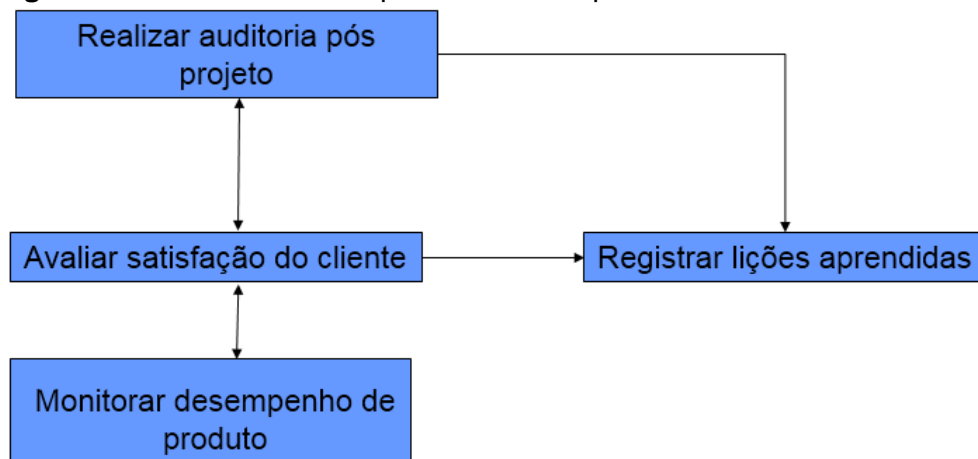 Realizar auditoria pós
projeto
Avaliar satisfação do cliente
Registrar lições aprendidas
Monitorar desempenho de
produto